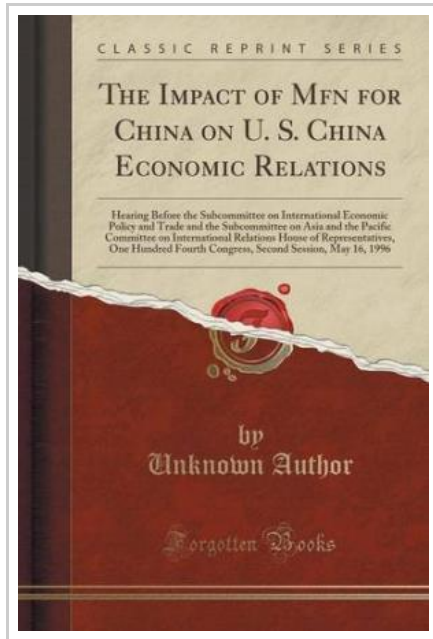 CLASSIC REPRINT SERIES
THE IMPACT OF MFN FOR
CHINA ON U. S. CHINA
ECONOMIC RELATIONS
Hearing Before the Subcommittee on International Economic
Policy and Trade and the Subcommittee on Asia and the Pacific
Committee on International Relations House of Representatives,
One Hundred Fourth Congress, Second Session, May 16, 1996
by
Unknown Author
Forgotten Books